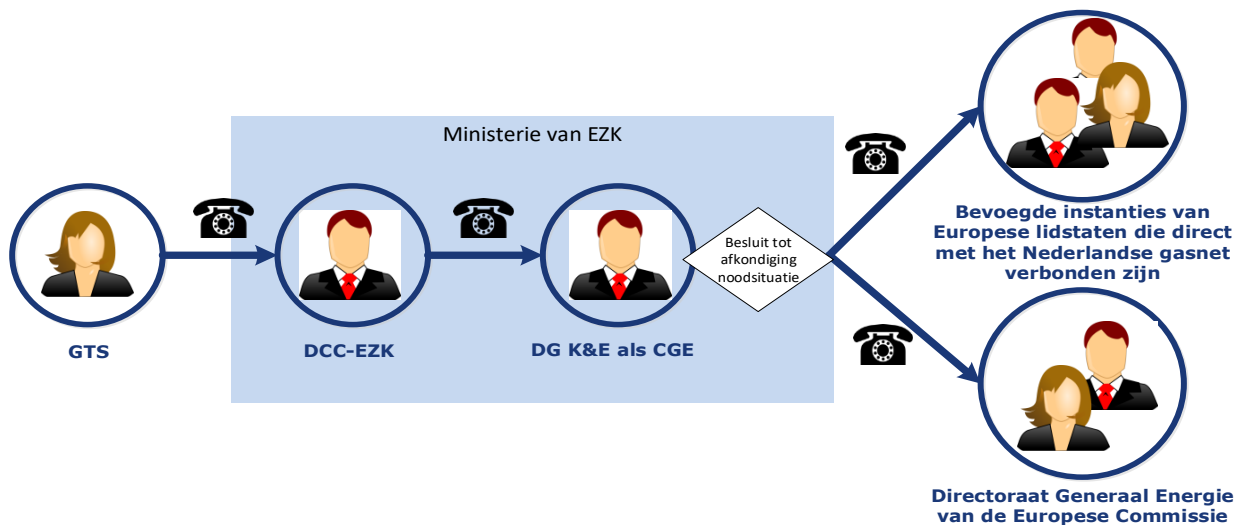 Ministerie van EZK
GTS
DCC-EZK
DG K&E als CGE
Besluit tot
afkondiging
noodsituatie
Bevoegde instanties van
Europese lidstaten die direct
met het Nederlandse gasnet
verbonden zijn
Directoraat Generaal Energie
van de Europese Commissie